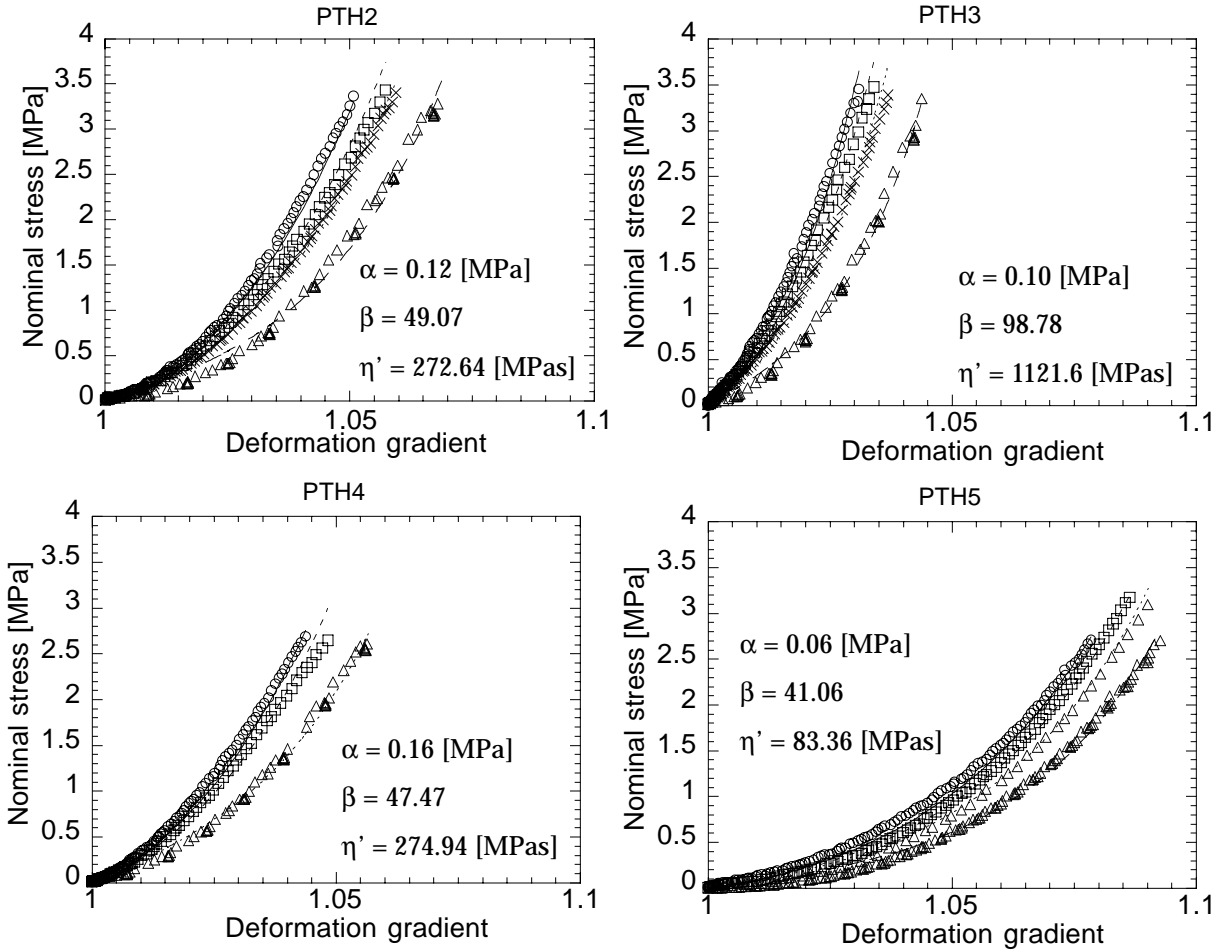 PTH2
4
3.5
3
2.5
2
1.5
1
0.5
0
Nominal stress [MPa]
α = 0.12 [MPa]
β = 49.07
η' = 272.64 [MPas]
1 1.05 1.1
Deformation gradient
PTH3
4
3.5
3
2.5
2
1.5
1
0.5
0
Nominal stress [MPa]
α = 0.10 [MPa]
β = 98.78
η' = 1121.6 [MPas]
1 1.05 1.1
Deformation gradient
PTH4
4
3.5
3
2.5
2
1.5
1
0.5
0
Nominal stress [MPa]
α = 0.16 [MPa]
β = 47.47
η' = 274.94 [MPas]
1 1.05 1.1
Deformation gradient
PTH5
4
3.5
3
2.5
2
1.5
1
0.5
0
Nominal stress [MPa]
α = 0.06 [MPa]
β = 41.06
η' = 83.36 [MPas]
1 1.05 1.1
Deformation gradient